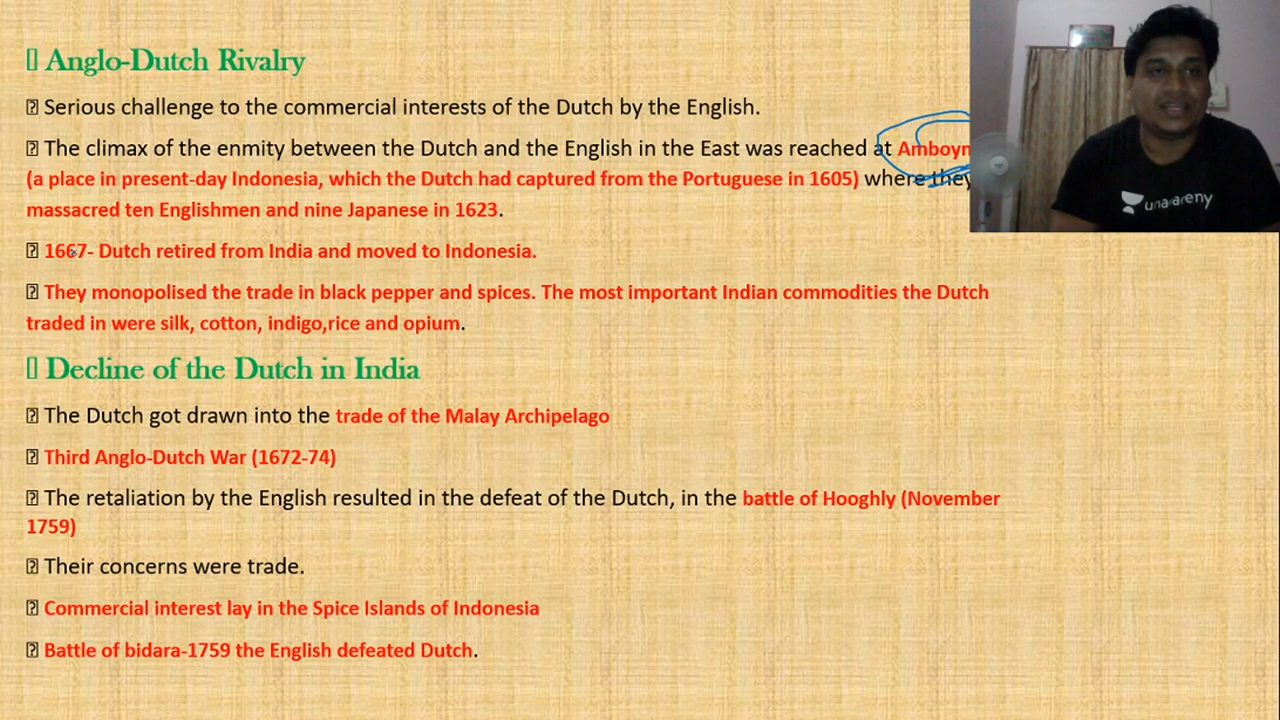 Anglo-Dutch Rivalry
Serious challenge to the commercial interests of the Dutch by the English.
The climax of the enmity between the Dutch and the English in the East was reached at Amboyn
(a place in present-day Indonesia, which the Dutch had captured from the Portuguese in 1605) where they
massacred ten Englishmen and nine Japanese in 1623.
1667- Dutch retired from India and moved to Indonesia.
They monopolised the trade in black pepper and spices. The most important Indian commodities the Dutch
traded in were silk, cotton, indigo,rice and opium.
Decline of the Dutch in India
The Dutch got drawn into the trade of the Malay Archipelago
Third Anglo-Dutch War (1672-74)
The retaliation by the English resulted in the defeat of the Dutch, in the battle of Hooghly (November
1759)
Their concerns were trade.
Commercial interest lay in the Spice Islands of Indonesia
Battle of bidara-1759 the English defeated Dutch.